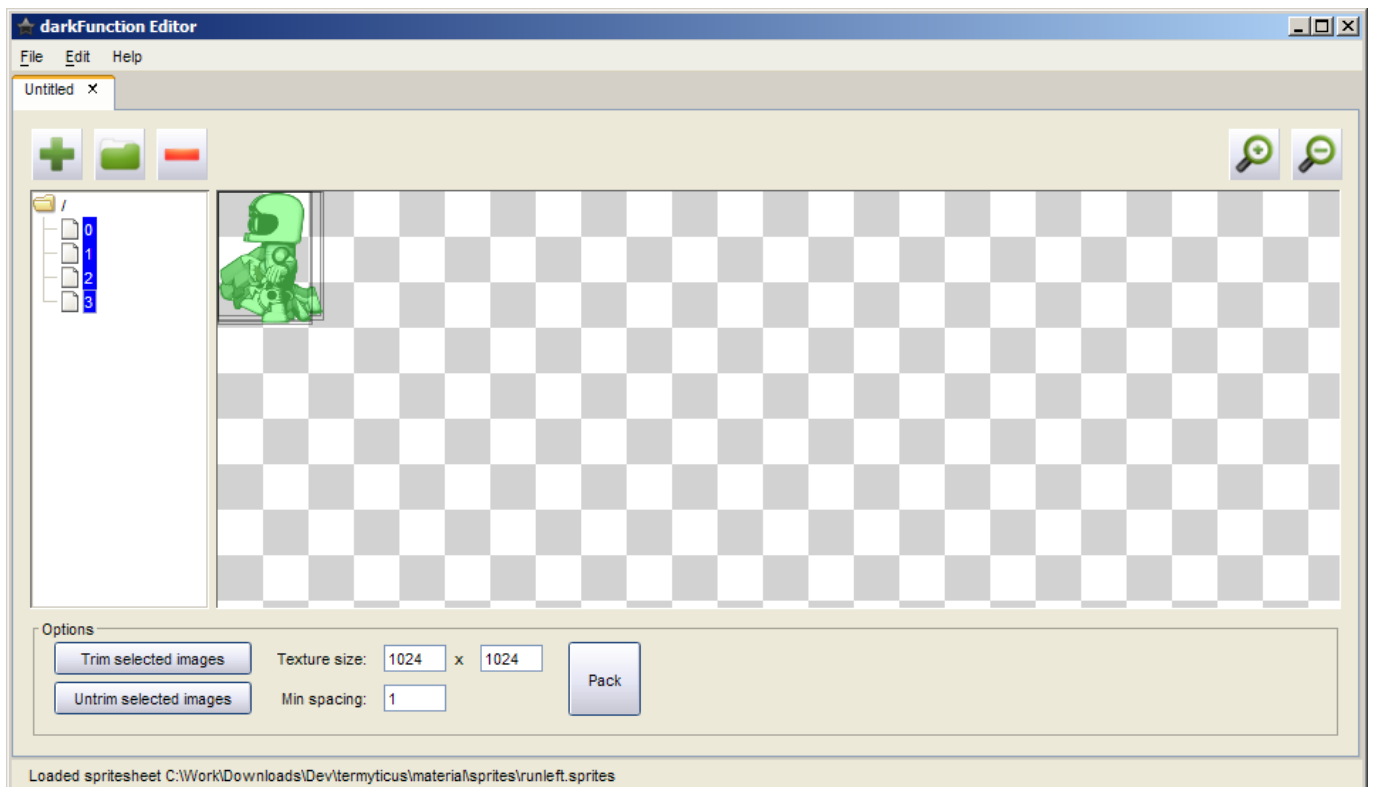 darkFunction Editor
File Edit Help
Untitled
/
0
1
2
3
Options
Trim selected images Texture size: 1024 x 1024
Pack
Untrim selected images Min spacing: 1
Loaded spritesheet C:\Work\Downloads\Dev\termyticus\material\sprites\runleft.sprites